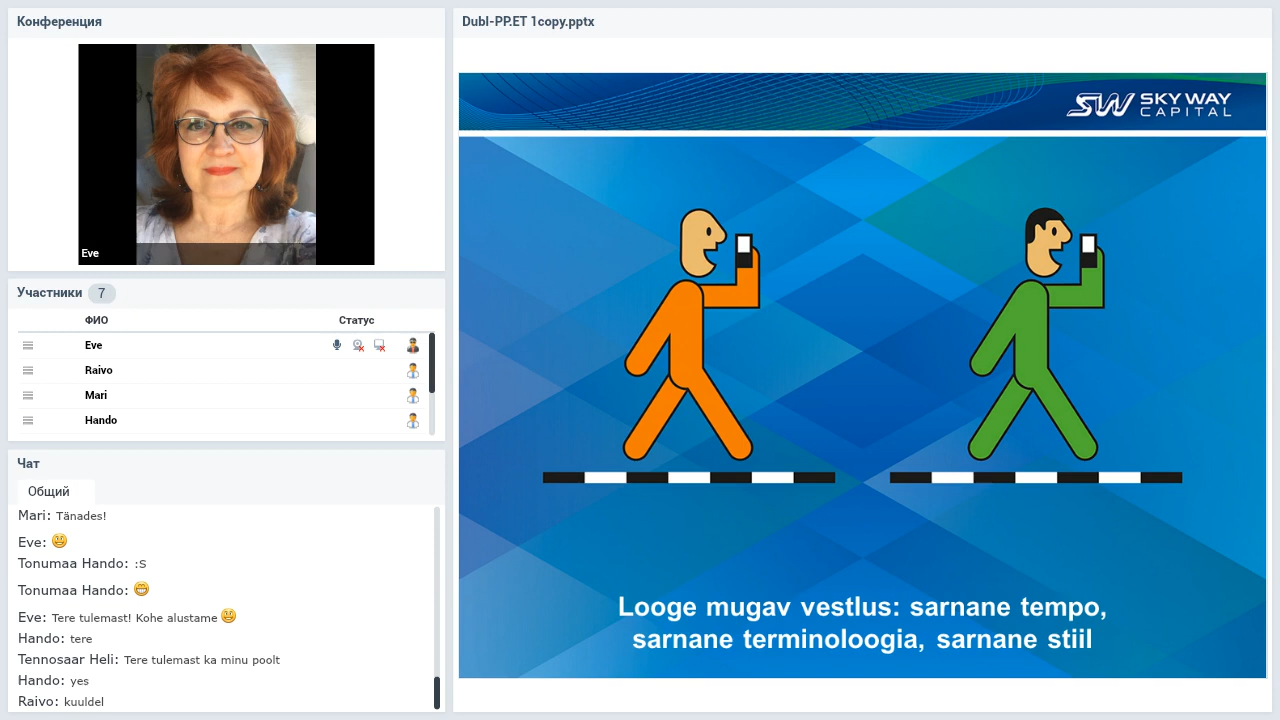 Конференция
Eve
Участники 7
ФИО Статус
Eve
Raivo
Mari
Hando
Чат
Общий
Mari: Tänades!
Eve:
Tonumaa Hando: :S
Tonumaa Hando:
Eve: Tere tulemast! Kohe alustame
Hando: tere
Tennosaar Heli: Tere tulemast ka minu poolt
Hando: yes
Raivo: kuuldel
Dubl-PP.ET 1copy.pptx
SW SKY WAY
CAPITAL
Looge mugav vestlus: sarnane tempo,
sarnane terminoloogia, sarnane stiil